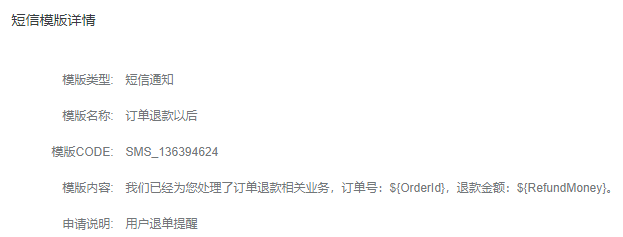 短信模版详情
模版类型: 短信通知
模版名称: 订单退款以后
模版CODE: SMS_136394624
模版内容: 我们已经为您处理了订单退款相关业务，订单号：${OrderId}，退款金额：${RefundMoney}。
申请说明: 用户退单提醒